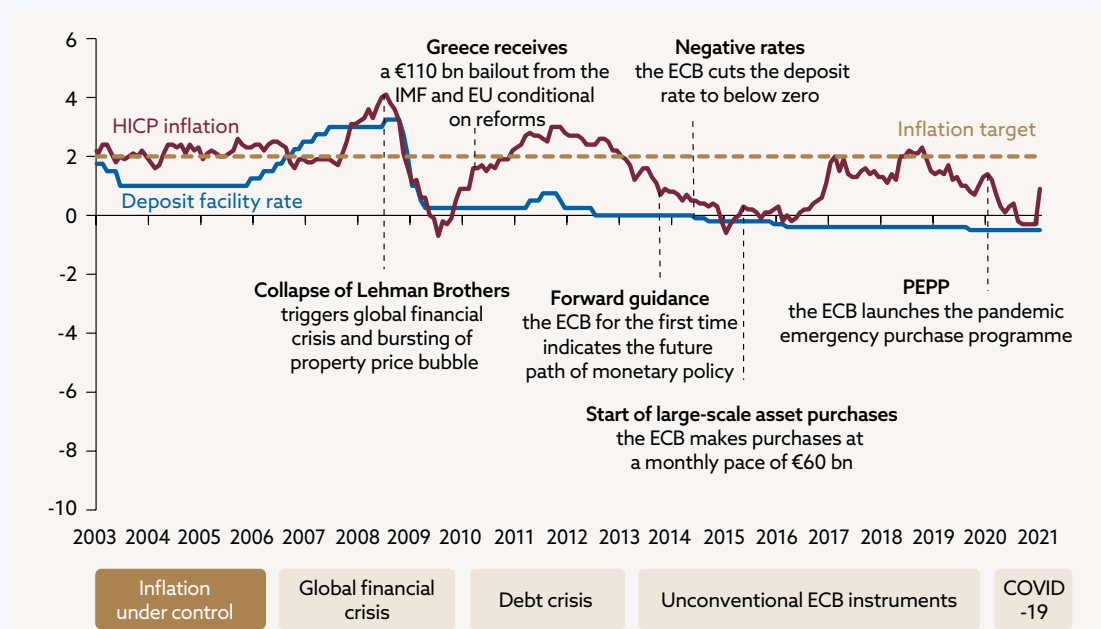 6
4
2
0
-2
-4
-6
-8
-10
HICP inflation
Deposit facility rate
Inflation target
Greece receives
a €110 bn bailout from the
IMF and EU conditional
on reforms
Negative rates
the ECB cuts the deposit
rate to below zero
Collapse of Lehman Brothers
triggers global financial
crisis and bursting of
property price bubble
Forward guidance
the ECB for the first time
indicates the future
path of monetary policy
PEPP
the ECB launches the pandemic
emergency purchase programme
Start of large-scale asset purchases
the ECB makes purchases at
a monthly pace of €60 bn
2003 2004 2005 2006 2007 2008 2009 2010 2011 2012 2013 2014 2015 2016 2017 2018 2019 2020 2021
Inflation
under control
Global financial
crisis
Debt crisis
Unconventional ECB instruments
COVID
-19